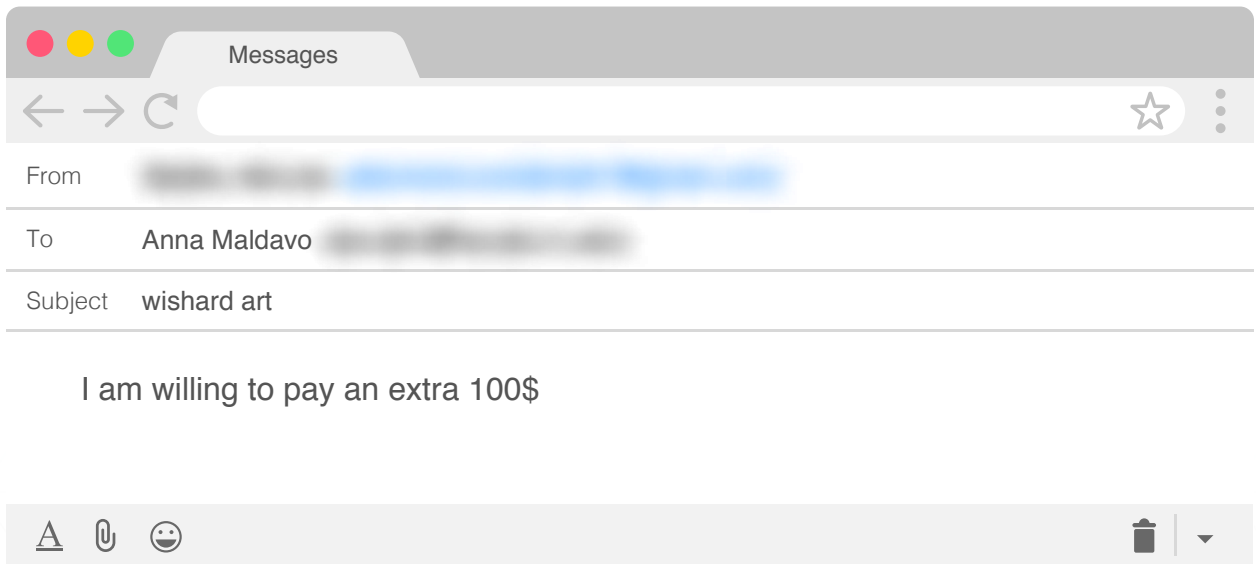 Messages
From
To Anna Maldavo
Subject wishard art
I am willing to pay an extra 100$
A